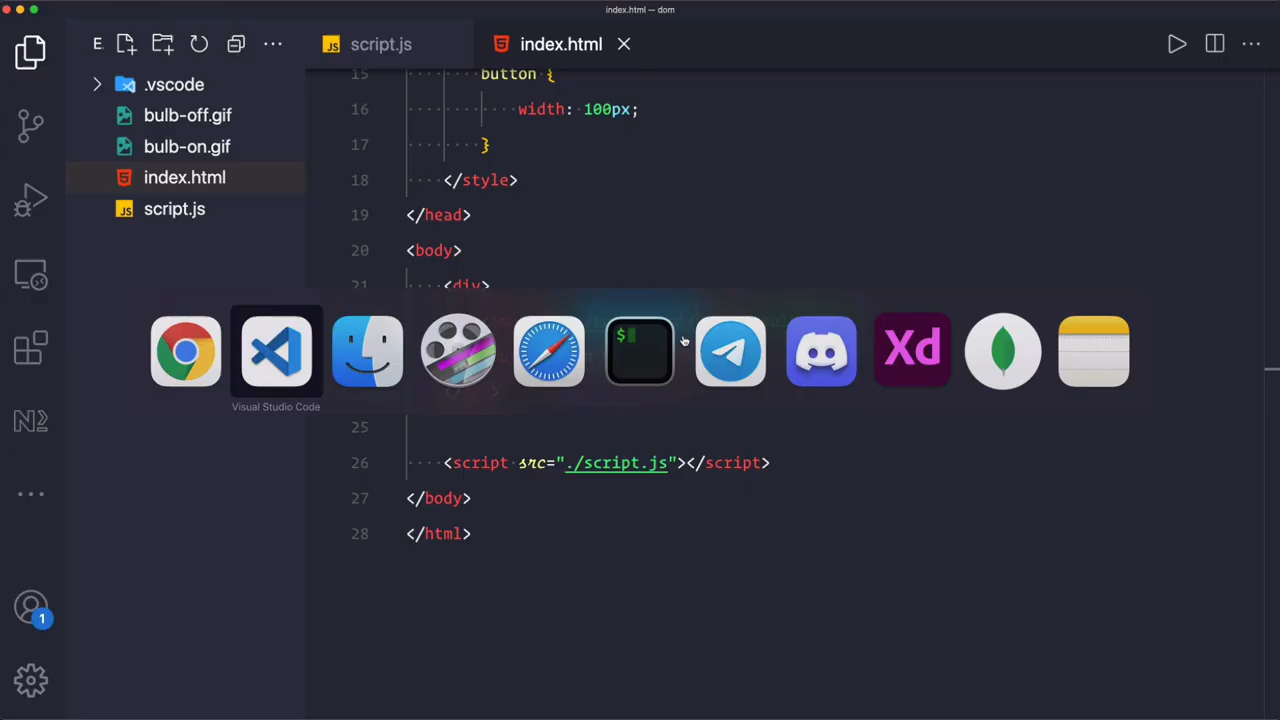 index.html — dom
E
script.js
index.html
.vscode
bulb-off.gif
bulb-on.gif
index.html
script.js
15 button {
16 width: 100px;
17 }
18 </style>
19 </head>
20 <body>
21 <div>
$
Xd
Visual Studio Code
25
26 <script src="./script.js"></script>
27 </body>
28 </html>
1